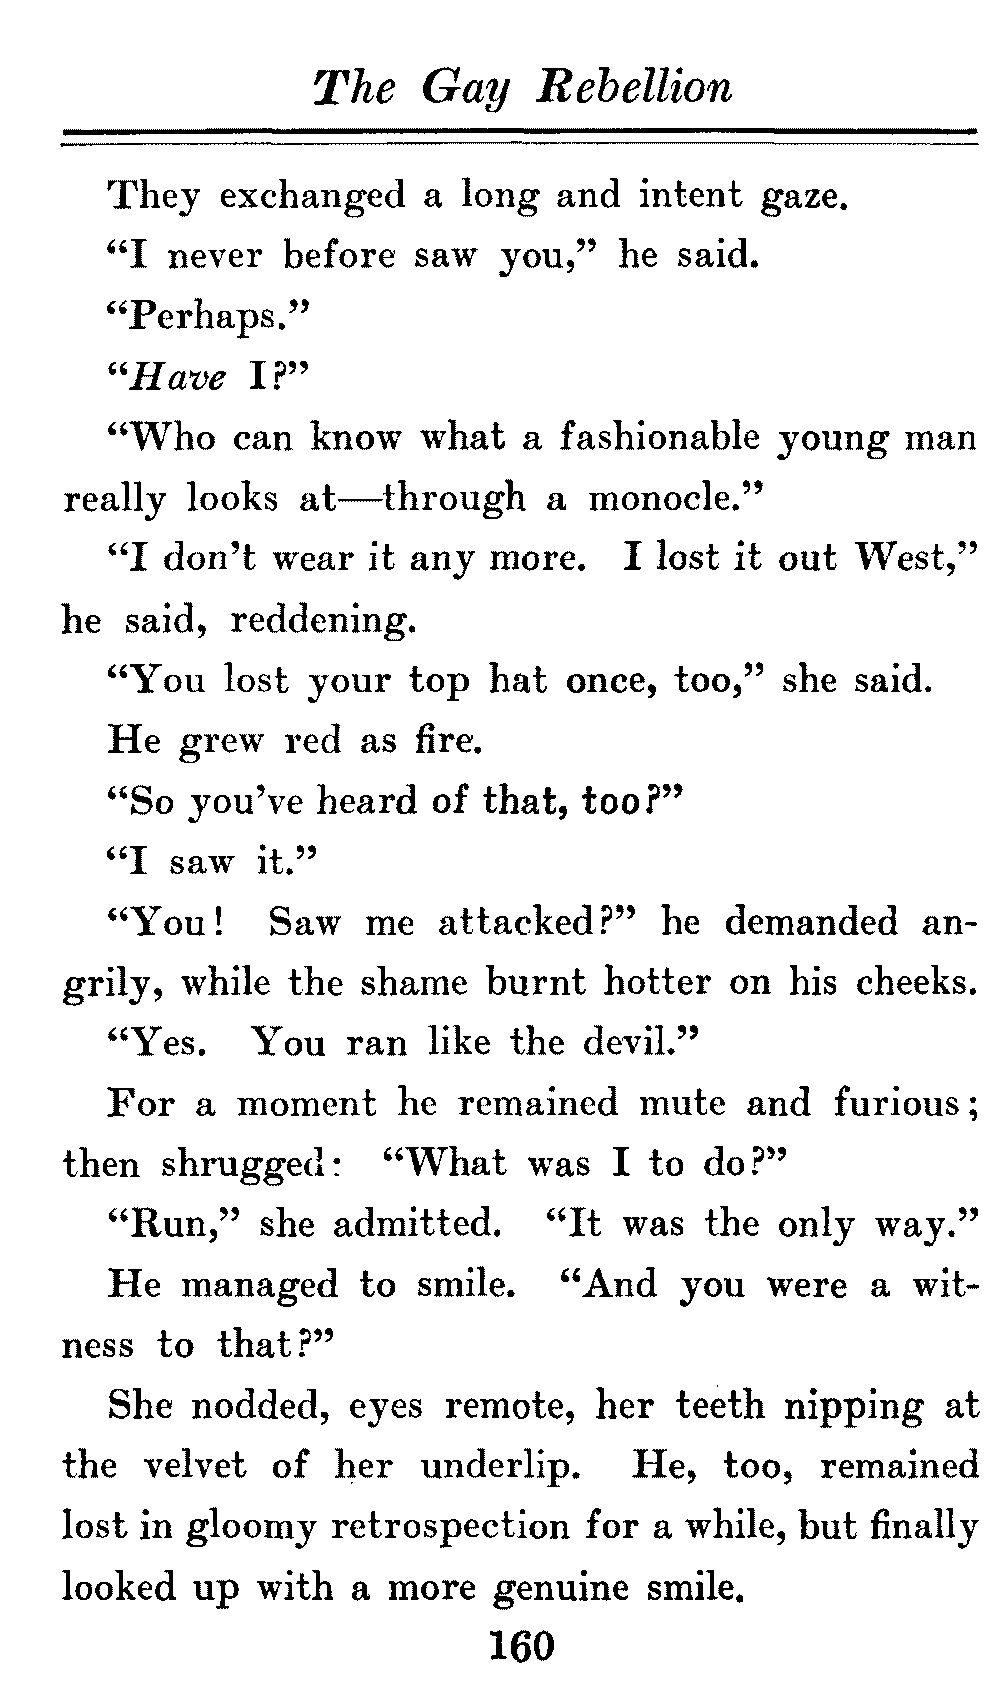 The Gay Rebellion
They exchanged a long and intent gaze.
“I never before saw you,” he said.
“Perhaps.”
“Have I?”
“Who can know what a fashionable young man
really looks at—through a monocle.”
“I don’t wear it any more. I lost it out West,”
he said, reddening.
“You lost your top hat once, too,” she said.
He grew red as fire.
“So you’ve heard of that, too?”
“I saw it.”
“You! Saw me attacked?” he demanded an-
grily, while the shame burnt hotter on his cheeks.
“Yes. You ran like the devil.”
For a moment he remained mute and furious;
then shrugged: “What was I to do?”
“Run,” she admitted. “It was the only way.”
He managed to smile. “And you were a wit-
ness to that?”
She nodded, eyes remote, her teeth nipping at
the velvet of her underlip. He, too, remained
lost in gloomy retrospection for a while, but finally
looked up with a more genuine smile.
160